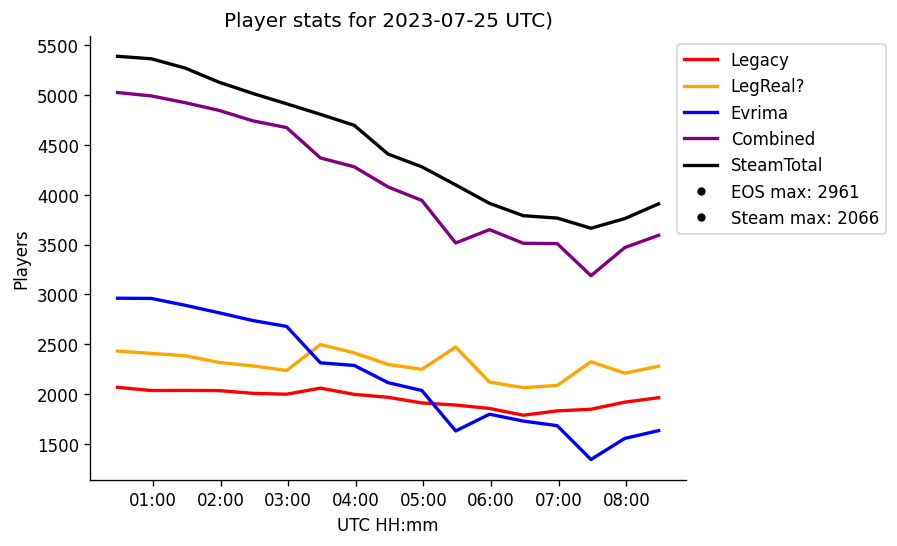 Player stats for 2023-07-25 UTC)
Players
5500
5000
4500
4000
3500
3000
2500
2000
1500
01:00 02:00 03:00 04:00 05:00 06:00 07:00 08:00
UTC HH:mm
Legacy
LegReal?
Evrima
Combined
SteamTotal
EOS max: 2961
Steam max: 2066